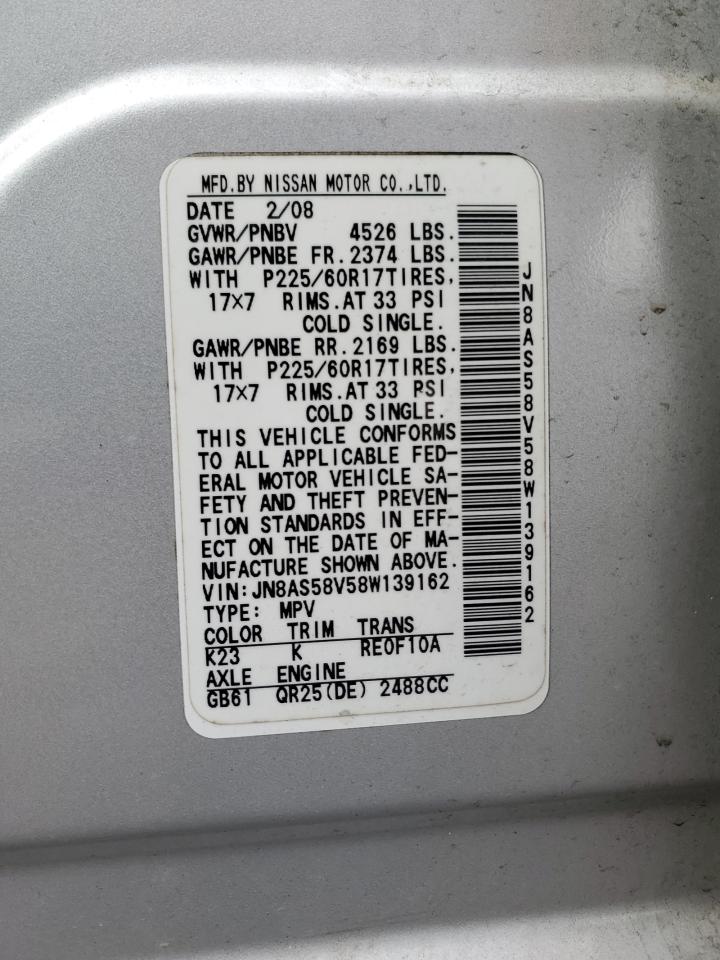 MFD.BY NISSAN MOTOR CO.,LTD.
DATE 2/08
GVWR/PNBV 4526 LBS.
GAWR/PNBE FR.2374 LBS.
WITH P225/60R17TIRES,
17×7 RIMS.AT 33 PSI
COLD SINGLE.
GAWR/PNBE RR.2169 LBS.
WITH P225/60R17TIRES,
17×7 RIMS.AT 33 PSI
COLD SINGLE.
THIS VEHICLE CONFORMS
TO ALL APPLICABLE FED-
ERAL MOTOR VEHICLE SA-
FETY AND THEFT PREVEN-
TION STANDARDS IN EFF-
ECT ON THE DATE OF MA-
NUFACTURE SHOWN ABOVE.
VIN:JN8AS58V58W139162
TYPE: MPV
COLOR TRIM TRANS
K23 K RE0F10A
AXLE ENGINE
GB61 QR25(DE) 2488CC
JN8AS58V58W139162